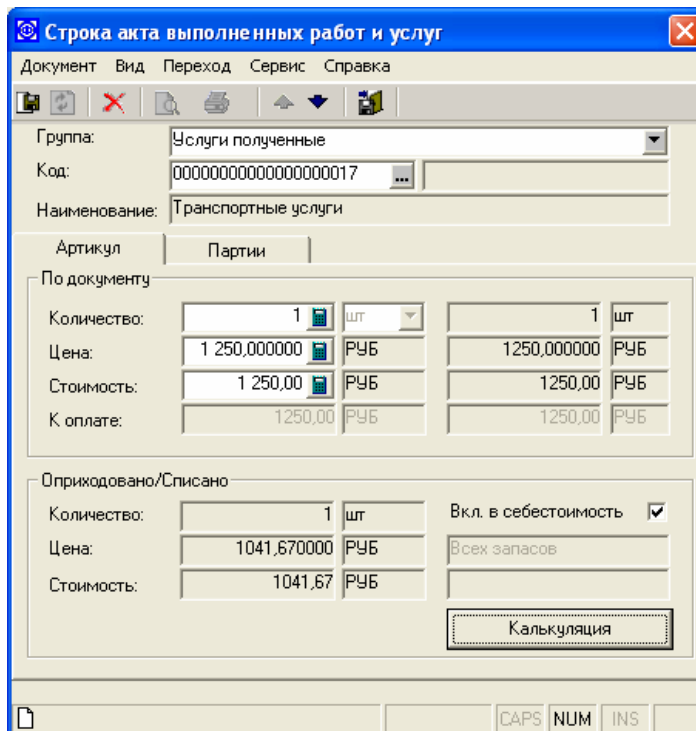 Строка акта выполненных работ и услуг
Документ Вид Переход Сервис Справка
Группа: Услуги полученные
Код: 00000000000000000017 ...
Наименование: Транспортные услуги
Артикул Партии
По документу
Количество: 1 шт 1 шт
Цена: 1 250,000000 РУБ 1250,000000 РУБ
Стоимость: 1 250,00 РУБ 1250,00 РУБ
К оплате: 1250,00 РУБ 1250,00 РУБ
Оприходовано/Списано
Количество: 1 шт Вкл. в себестоимость
Цена: 1041,670000 РУБ Всех запасов
Стоимость: 1041,67 РУБ
Калькуляция
CAPS NUM INS